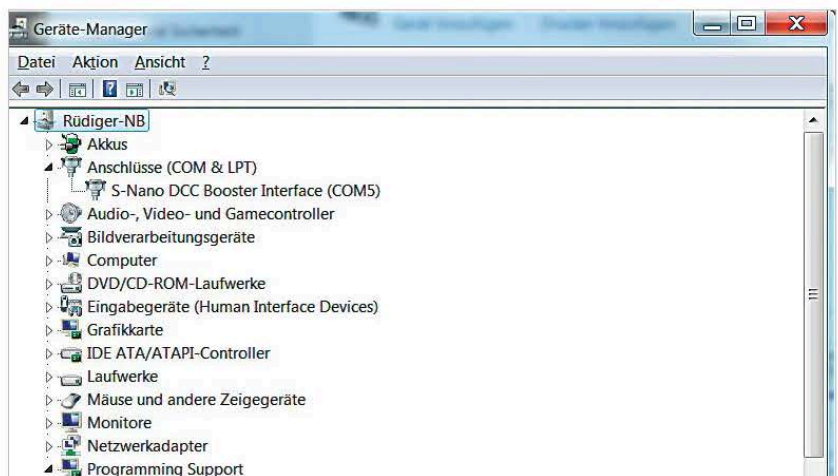 Geräte-Manager
Datei Aktion Ansicht ?
Rüdiger-NB
Akkus
Anschlüsse (COM & LPT)
S-Nano DCC Booster Interface (COM5)
Audio-, Video- und Gamecontroller
Bildverarbeitungsgeräte
Computer
DVD/CD-ROM-Laufwerke
Eingabegeräte (Human Interface Devices)
Grafikkarte
IDE ATA/ATAPI-Controller
Laufwerke
Mäuse und andere Zeigegeräte
Monitore
Netzwerkadapter
Programming Support